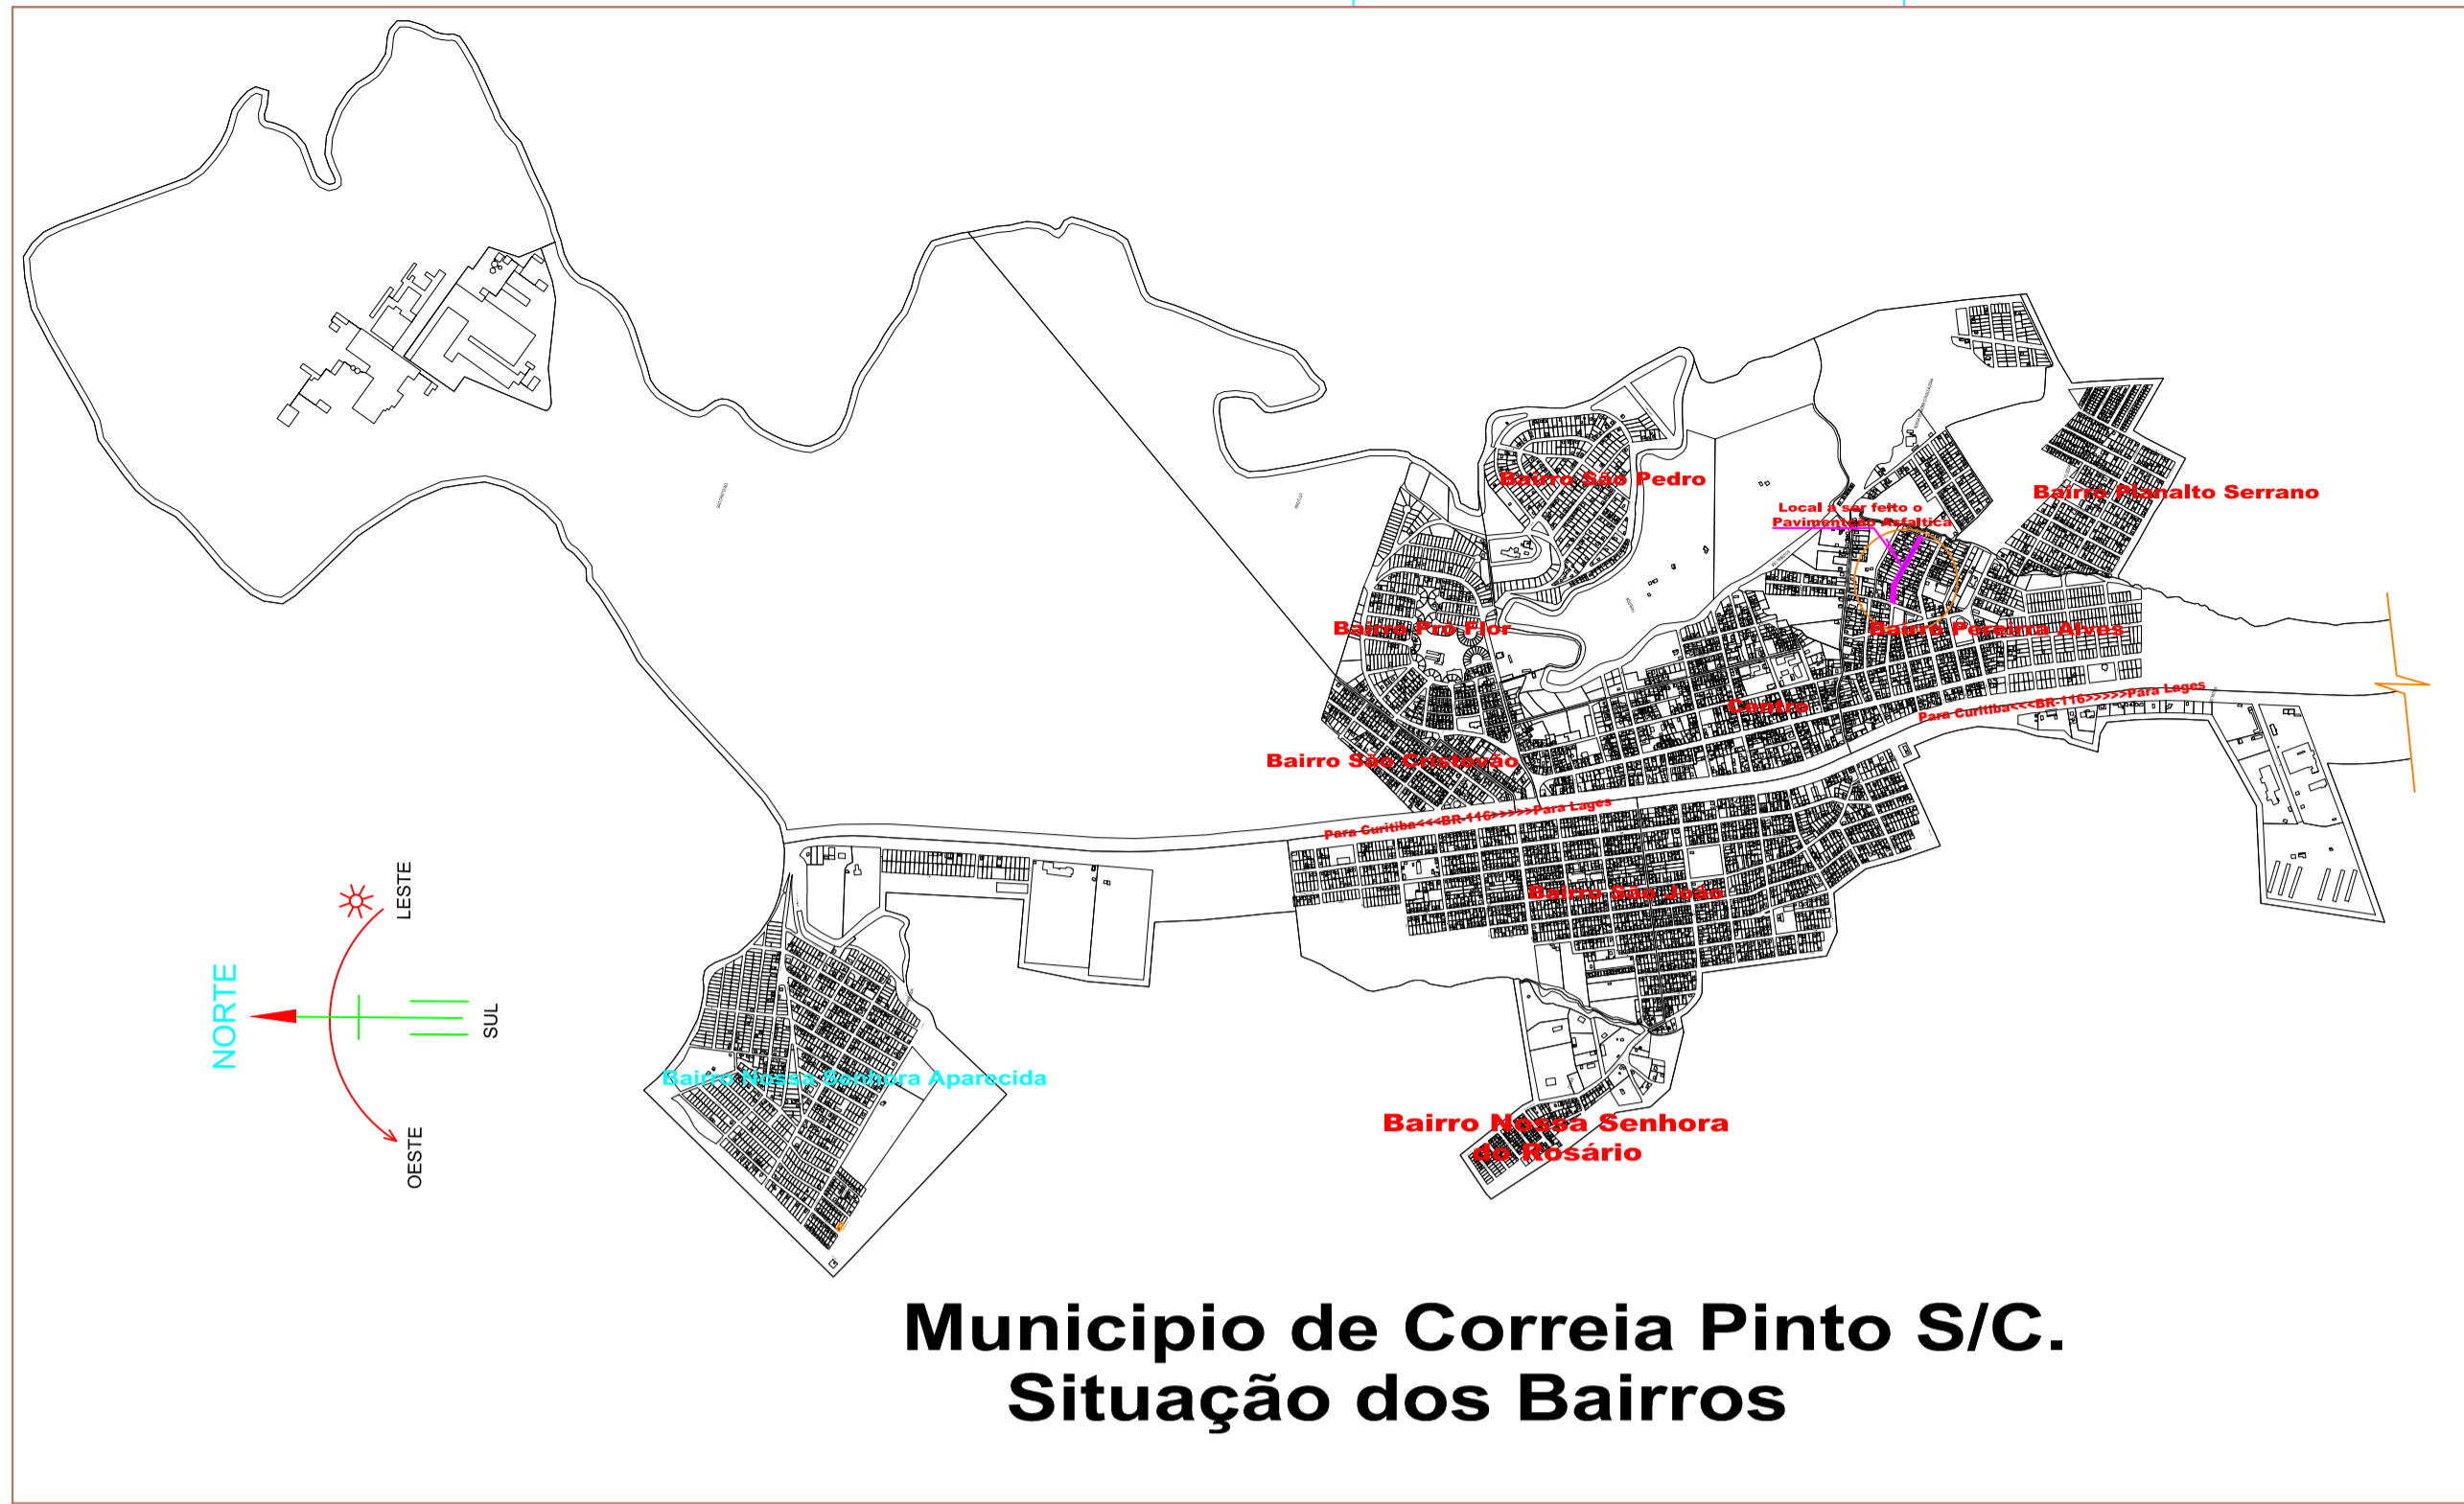 Bairro São Pedro
Bairro Planalto Serrano
Local a ser feito o
Pavimentção Asfaltica
Bairro Pro Flor
Bairro Pereirra Alves
Para Curitiba<<<BR-116>>>>>Para Lages
Centro
Bairro São Cristovão
Para Curitiba<<<BR-116>>>>>Para Lages
Bairro São João
LESTE
NORTE
SUL
OESTE
Bairro Nossa Senhora Aparecida
Bairro Nossa Senhora
do Rosário
Municipio de Correia Pinto S/C.
Situação dos Bairros